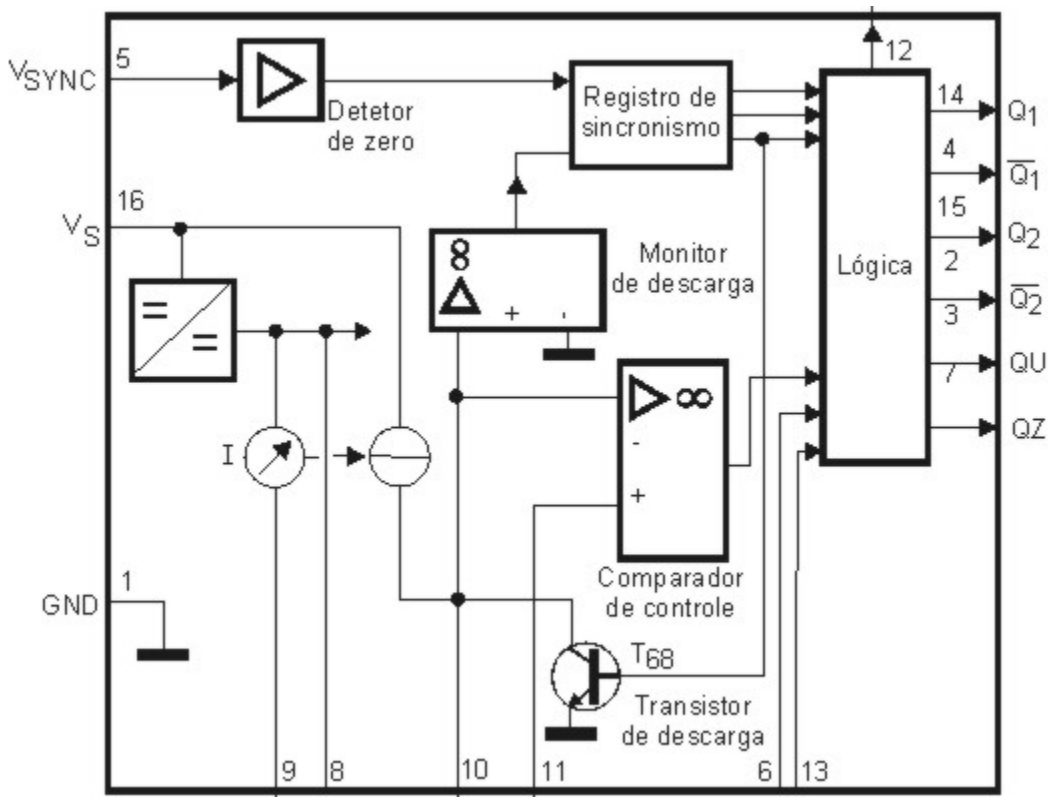 12
5
VSYNC
Detetor
de zero
Registro de
sincronismo
14
Q1
4
Q1
15
Q2
2
Q2
3
QU
7
QZ
Lógica
16
VS
=
=
∞
+
-
Monitor
de descarga
∞
-
+
Comparador
de controle
I
1
GND
T68
Transistor
de descarga
9
8
10
11
6
13